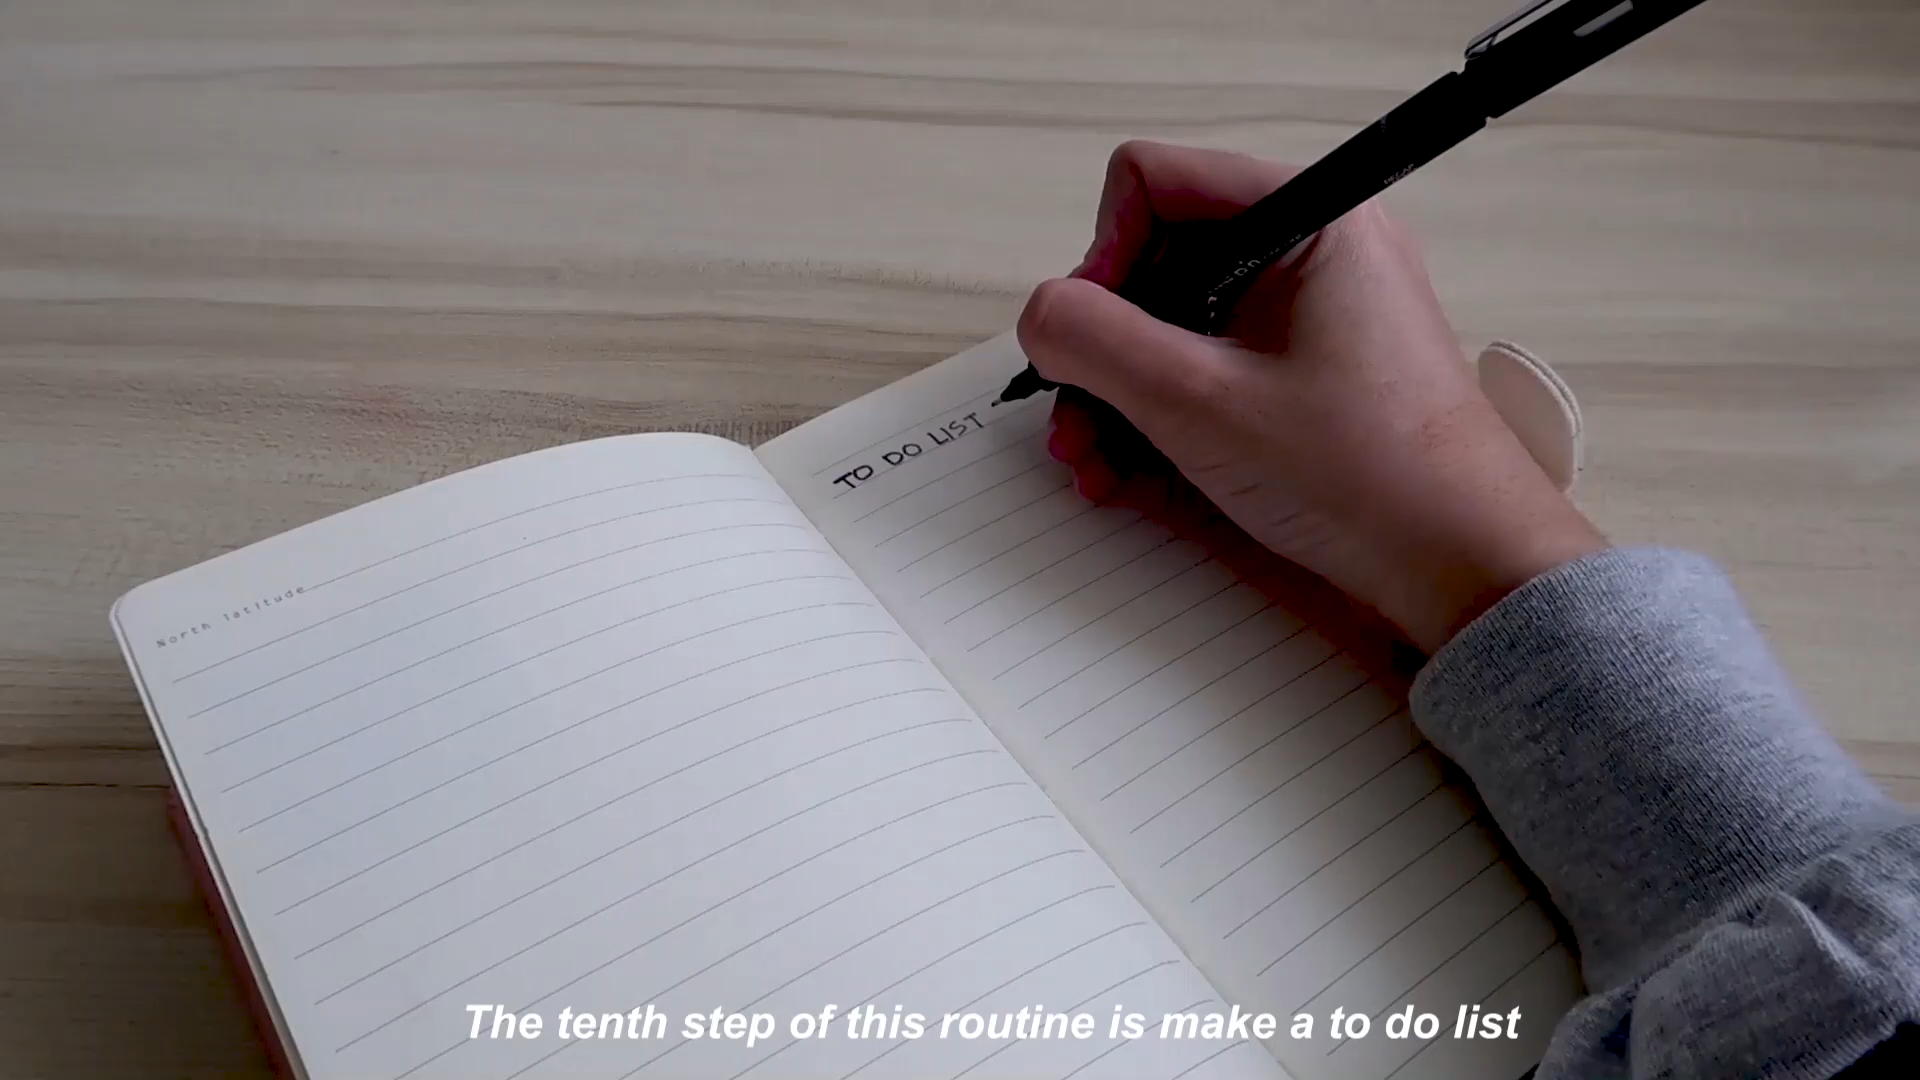 TO DO LIST
North latitude
The tenth step of this routine is make a to do list